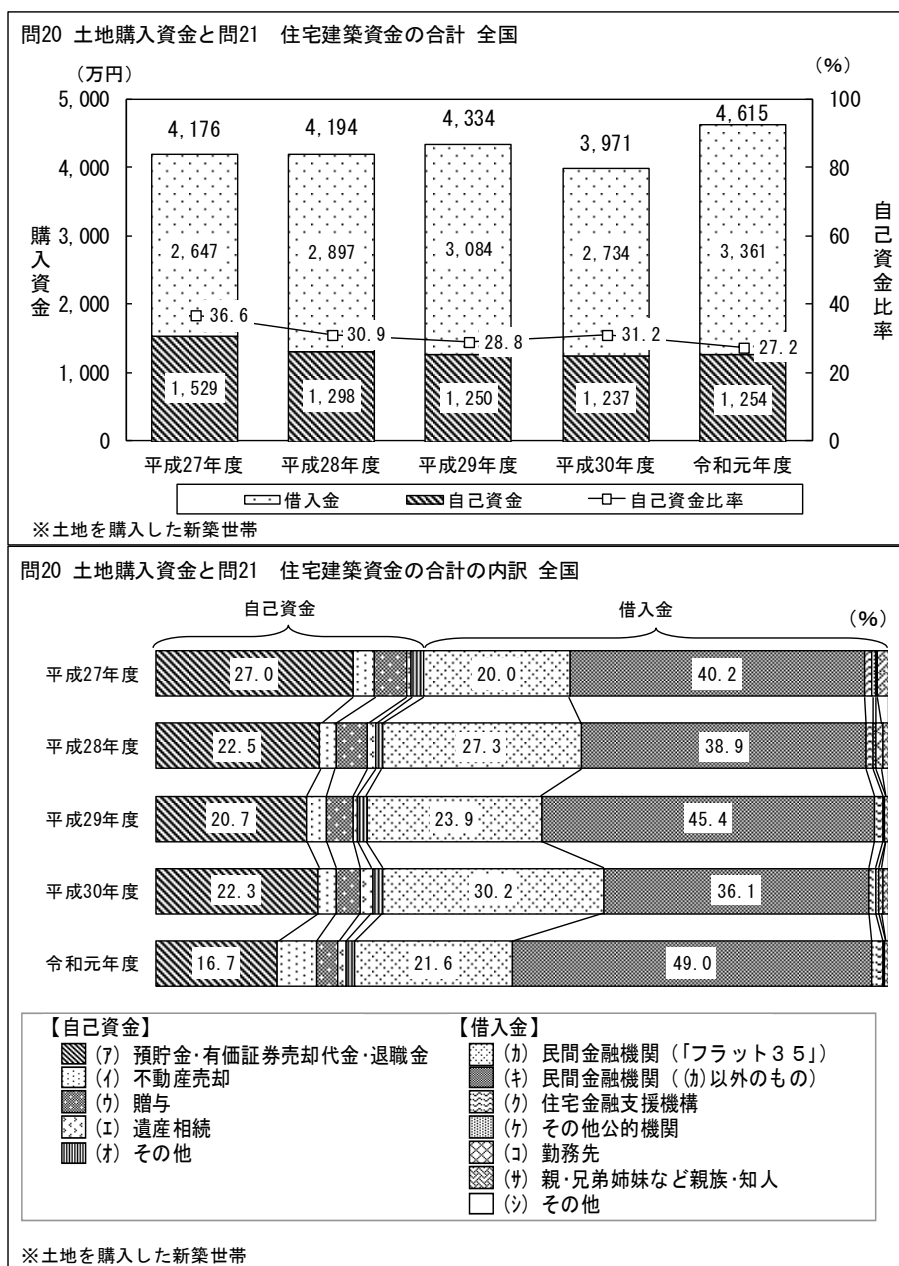 問20 土地購入資金と問21 住宅建築資金の合計 全国
(万円)
(%)
5,000
4,000
3,000
2,000
1,000
0
購入資金
4,176
4,194
4,334
3,971
4,615
2,647
2,897
3,084
2,734
3,361
36.6
30.9
28.8
31.2
27.2
1,529
1,298
1,250
1,237
1,254
100
80
60
40
20
0
自己資金比率
平成27年度
平成28年度
平成29年度
平成30年度
令和元年度
借入金
自己資金
自己資金比率
※土地を購入した新築世帯
問20 土地購入資金と問21 住宅建築資金の合計の内訳 全国
自己資金
借入金
(%)
平成27年度 27.0 20.0 40.2
平成28年度 22.5 27.3 38.9
平成29年度 20.7 23.9 45.4
平成30年度 22.3 30.2 36.1
令和元年度 16.7 21.6 49.0
【自己資金】
(ｱ) 預貯金・有価証券売却代金・退職金
(ｲ) 不動産売却
(ｳ) 贈与
(ｴ) 遺産相続
(ｵ) その他
【借入金】
(ｶ) 民間金融機関(「フラット３５」)
(ｷ) 民間金融機関((ｶ)以外のもの)
(ｸ) 住宅金融支援機構
(ｹ) その他公的機関
(ｺ) 勤務先
(ｻ) 親・兄弟姉妹など親族・知人
(ｼ) その他
※土地を購入した新築世帯